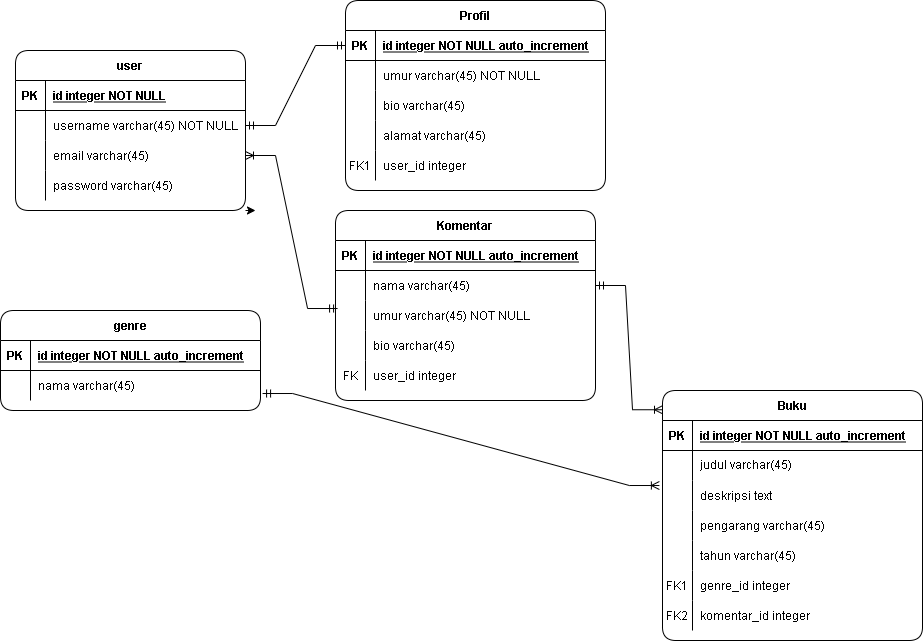 Profil
PK id integer NOT NULL auto_increment
umur varchar(45) NOT NULL
bio varchar(45)
alamat varchar(45)
FK1 user_id integer
user
PK id integer NOT NULL
username varchar(45) NOT NULL
email varchar(45)
password varchar(45)
Komentar
PK id integer NOT NULL auto_increment
nama varchar(45)
umur varchar(45) NOT NULL
bio varchar(45)
FK user_id integer
genre
PK id integer NOT NULL auto_increment
nama varchar(45)
Buku
PK id integer NOT NULL auto_increment
judul varchar(45)
deskripsi text
pengarang varchar(45)
tahun varchar(45)
FK1 genre_id integer
FK2 komentar_id integer